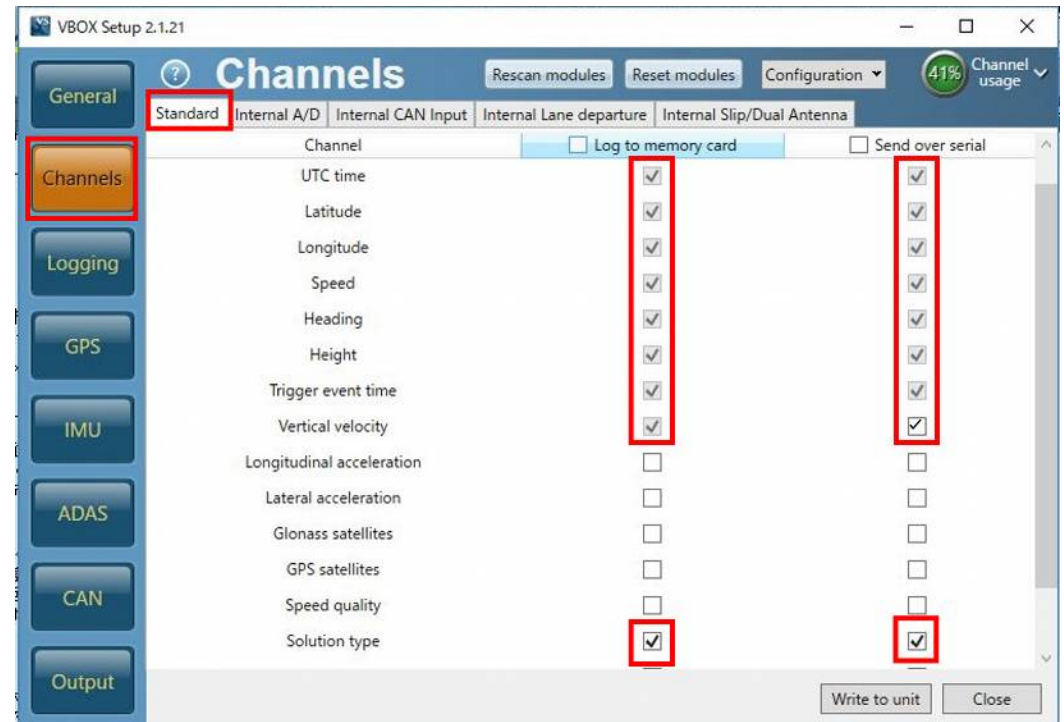 VBOX Setup 2.1.21
General
Channels
Logging
GPS
IMU
ADAS
CAN
Output
Channels
Rescan modules
Reset modules
Configuration
41%
Channel usage
Standard
Internal A/D
Internal CAN Input
Internal Lane departure
Internal Slip/Dual Antenna
Channel
Log to memory card
Send over serial
UTC time
Latitude
Longitude
Speed
Heading
Height
Trigger event time
Vertical velocity
Longitudinal acceleration
Lateral acceleration
Glonass satellites
GPS satellites
Speed quality
Solution type
Write to unit
Close